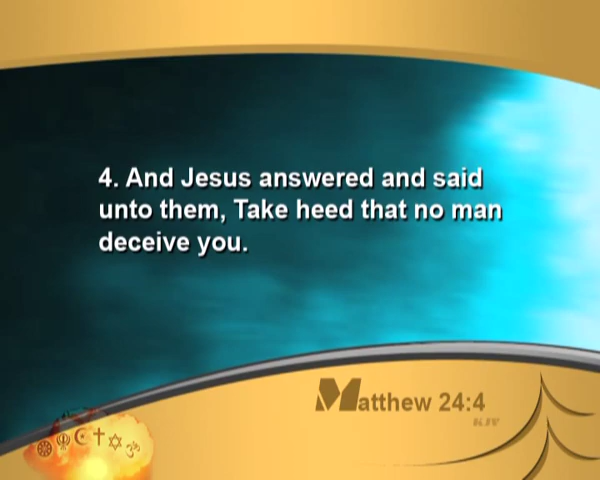 4. And Jesus answered and said
unto them, Take heed that no man
deceive you.
Matthew 24:4
KJV